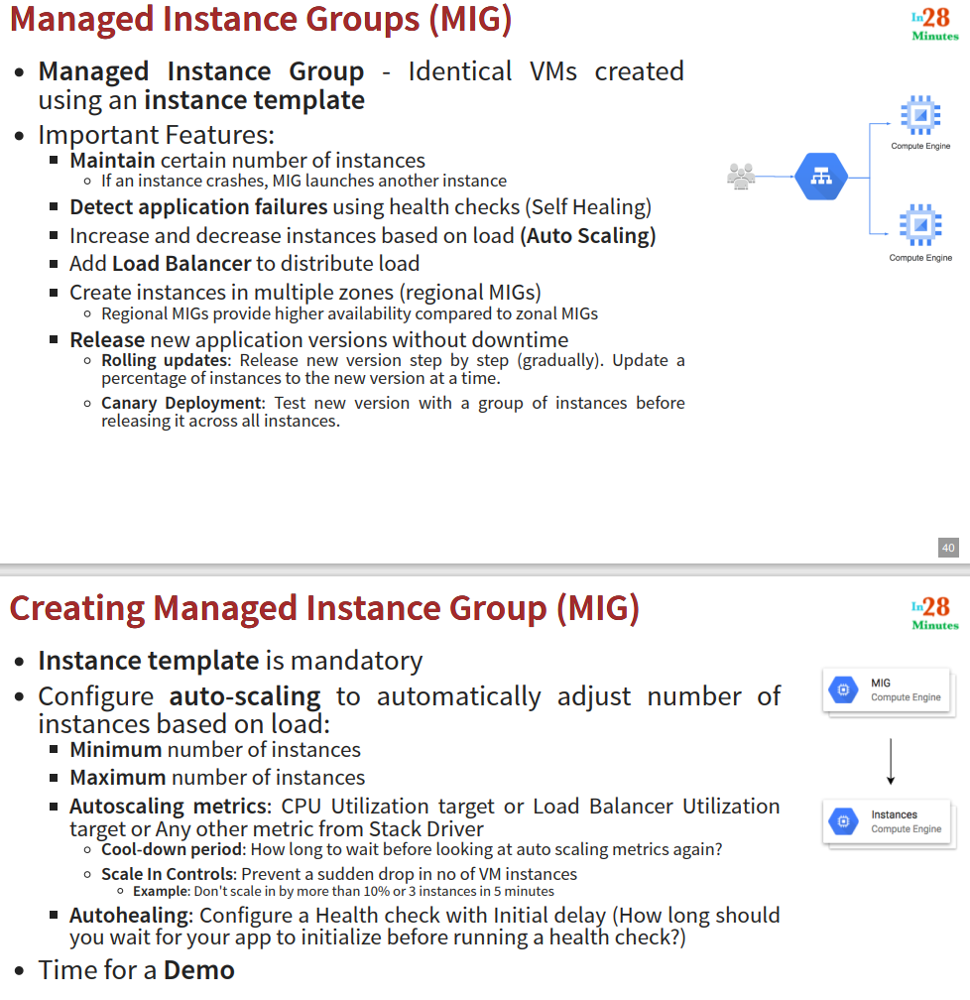 Managed Instance Groups (MIG)
In28
Minutes
• Managed Instance Group - Identical VMs created
using an instance template
• Important Features:
▪ Maintain certain number of instances
○ If an instance crashes, MIG launches another instance
▪ Detect application failures using health checks (Self Healing)
▪ Increase and decrease instances based on load (Auto Scaling)
▪ Add Load Balancer to distribute load
▪ Create instances in multiple zones (regional MIGs)
○ Regional MIGs provide higher availability compared to zonal MIGs
▪ Release new application versions without downtime
○ Rolling updates: Release new version step by step (gradually). Update a
percentage of instances to the new version at a time.
○ Canary Deployment: Test new version with a group of instances before
releasing it across all instances.
Compute Engine
Compute Engine
40
Creating Managed Instance Group (MIG)
In28
Minutes
• Instance template is mandatory
• Configure auto-scaling to automatically adjust number of
instances based on load:
▪ Minimum number of instances
▪ Maximum number of instances
▪ Autoscaling metrics: CPU Utilization target or Load Balancer Utilization
target or Any other metric from Stack Driver
○ Cool-down period: How long to wait before looking at auto scaling metrics again?
○ Scale In Controls: Prevent a sudden drop in no of VM instances
○ Example: Don't scale in by more than 10% or 3 instances in 5 minutes
▪ Autohealing: Configure a Health check with Initial delay (How long should
you wait for your app to initialize before running a health check?)
• Time for a Demo
MIG
Compute Engine
Instances
Compute Engine